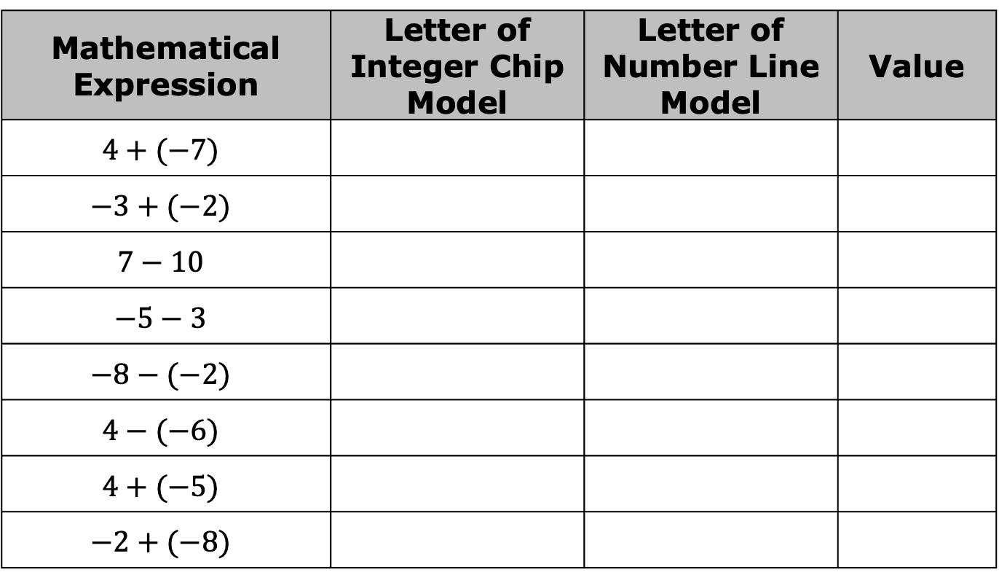 Mathematical Expression
Letter of Integer Chip Model
Letter of Number Line Model
Value
4 + (−7)
−3 + (−2)
7 − 10
−5 − 3
−8 − (−2)
4 − (−6)
4 + (−5)
−2 + (−8)